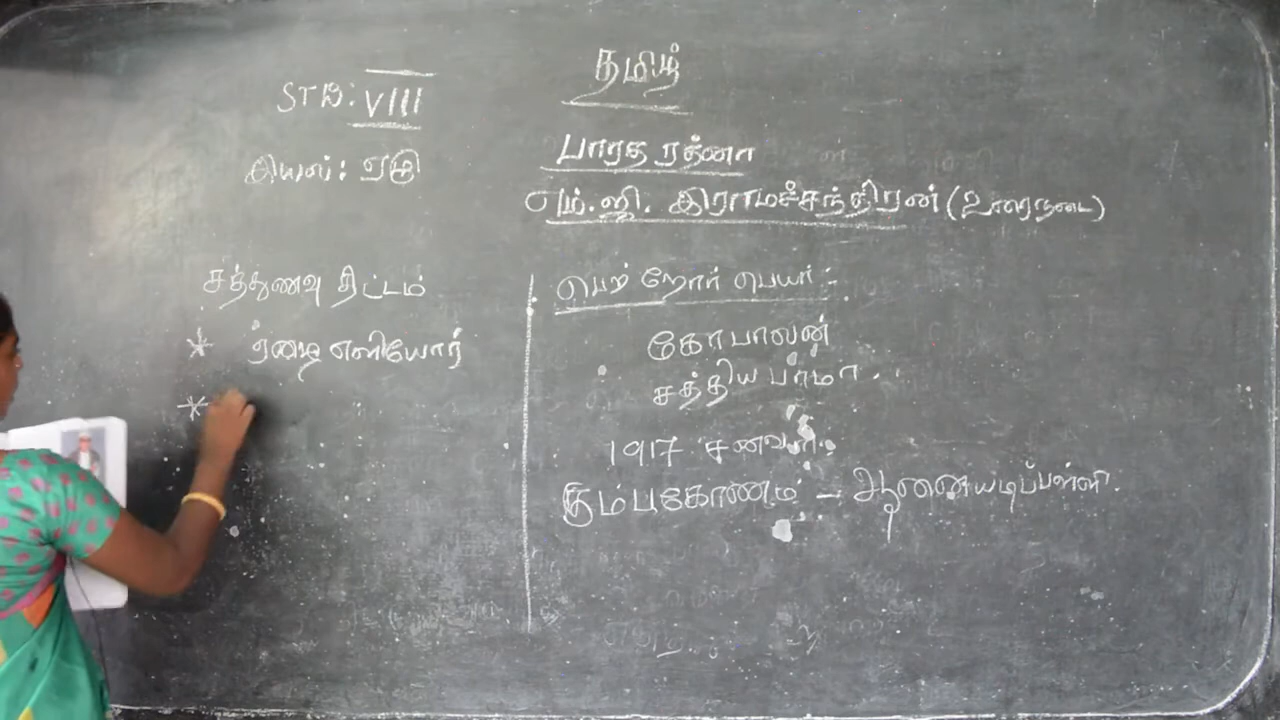 தமிழ்
STD: VIII
இயல்: ஏழு
பாரத ரத்னா
எம்.ஜி. இராமச்சந்திரன் (உரைநடை)
சத்துணவு திட்டம்
* ஏழை எளியோர்
*
பெற்றோர் பெயர்:-
கோபாலன்
சத்தியபாமா.
1917 சனவரி.
கும்பகோணம் - ஆனையடிப்பள்ளி.